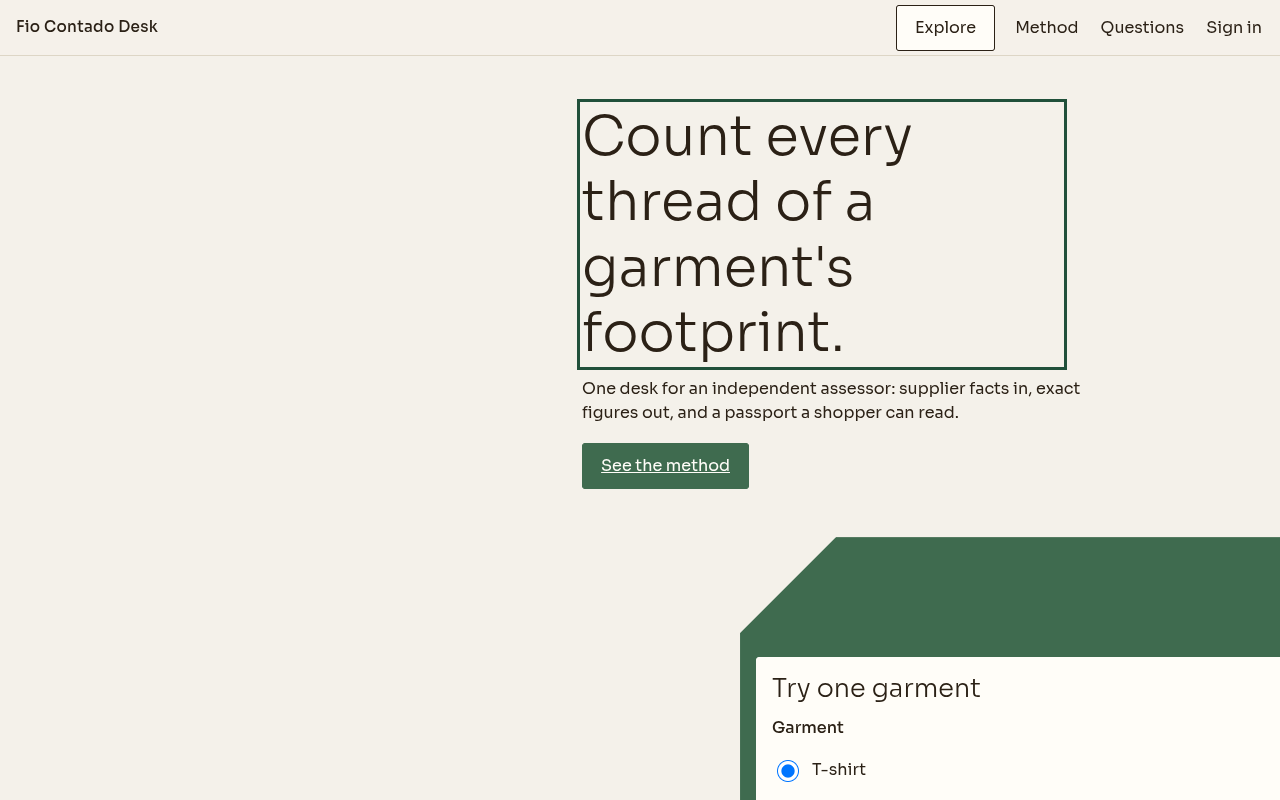 Fio Contado Desk
Explore
Method
Questions
Sign in
Count every
thread of a
garment's
footprint.
One desk for an independent assessor: supplier facts in, exact
figures out, and a passport a shopper can read.
See the method
Try one garment
Garment
T-shirt